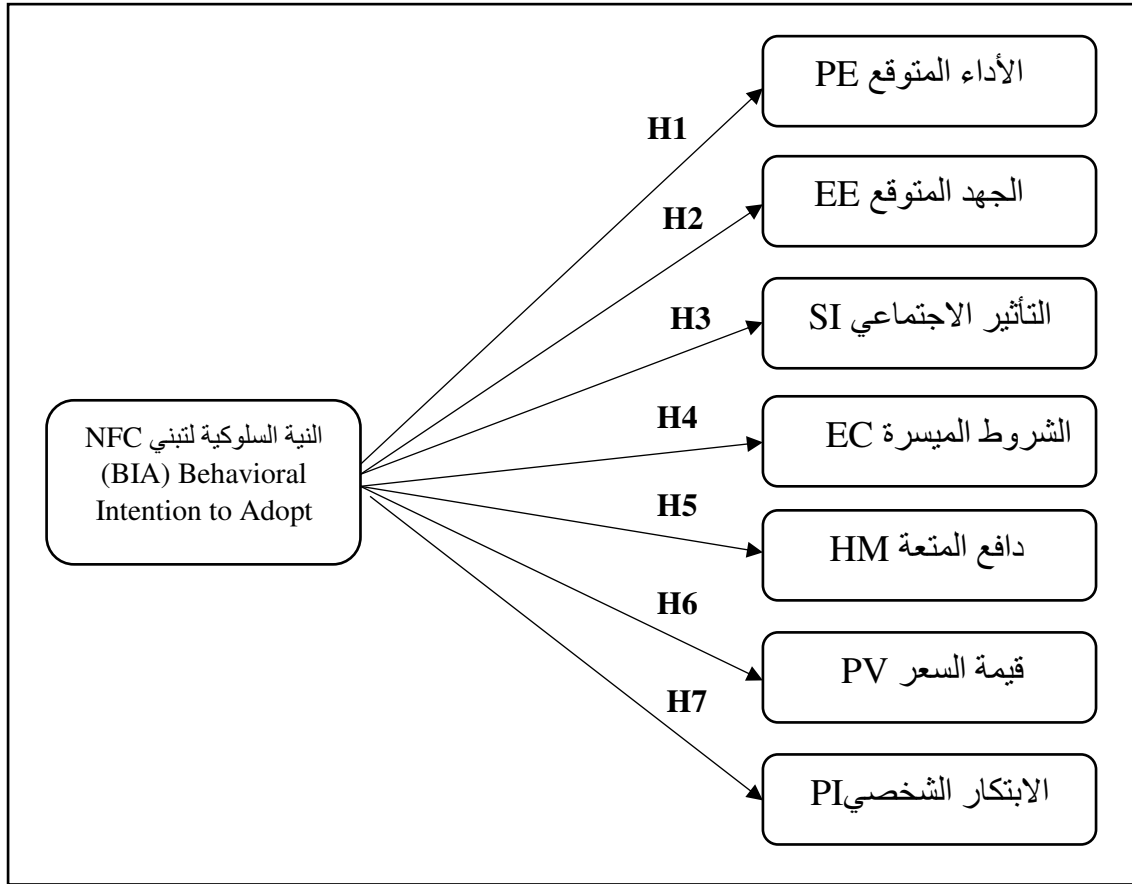 الأداء المتوقع PE
H1
الجهد المتوقع EE
H2
التأثير الاجتماعي SI
H3
النية السلوكية لتبني NFC
(BIA) Behavioral
Intention to Adopt
الشروط الميسرة EC
H4
دافع المتعة HM
H5
قيمة السعر PV
H6
الابتكار الشخصيPI
H7